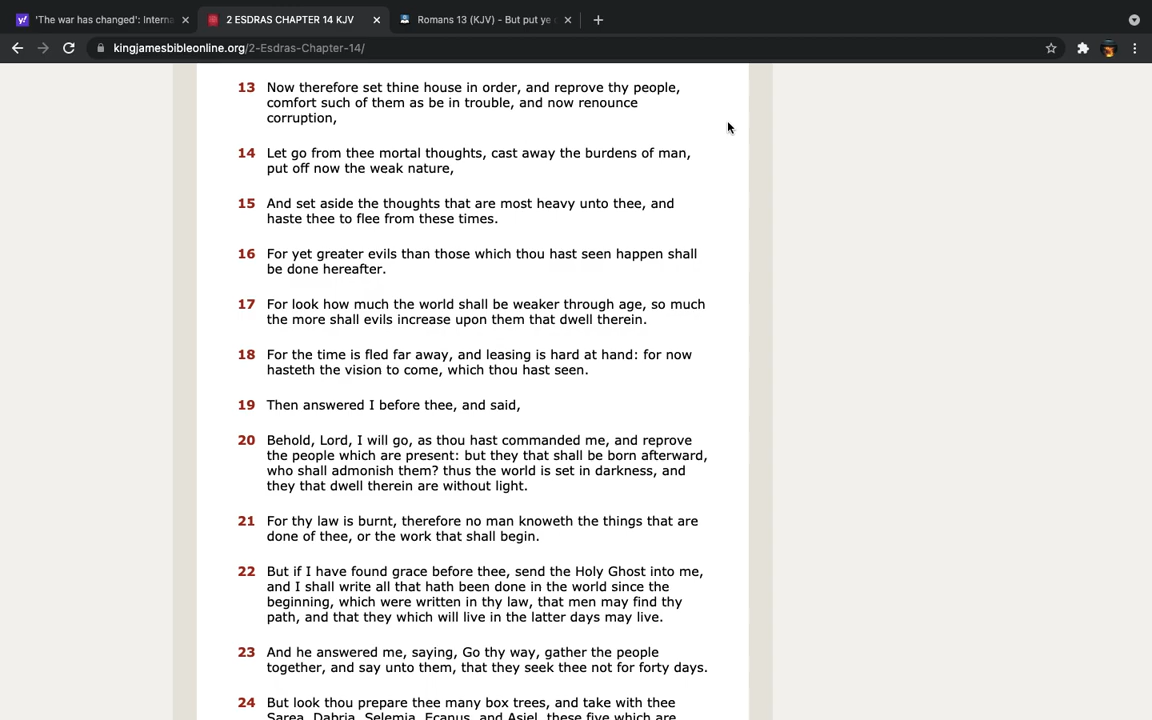 'The war has changed': Interna
2 ESDRAS CHAPTER 14 KJV
Romans 13 (KJV) - But put ye o
kingjamesbibleonline.org/2-Esdras-Chapter-14/
13 Now therefore set thine house in order, and reprove thy people,
comfort such of them as be in trouble, and now renounce
corruption,
14 Let go from thee mortal thoughts, cast away the burdens of man,
put off now the weak nature,
15 And set aside the thoughts that are most heavy unto thee, and
haste thee to flee from these times.
16 For yet greater evils than those which thou hast seen happen shall
be done hereafter.
17 For look how much the world shall be weaker through age, so much
the more shall evils increase upon them that dwell therein.
18 For the time is fled far away, and leasing is hard at hand: for now
hasteth the vision to come, which thou hast seen.
19 Then answered I before thee, and said,
20 Behold, Lord, I will go, as thou hast commanded me, and reprove
the people which are present: but they that shall be born afterward,
who shall admonish them? thus the world is set in darkness, and
they that dwell therein are without light.
21 For thy law is burnt, therefore no man knoweth the things that are
done of thee, or the work that shall begin.
22 But if I have found grace before thee, send the Holy Ghost into me,
and I shall write all that hath been done in the world since the
beginning, which were written in thy law, that men may find thy
path, and that they which will live in the latter days may live.
23 And he answered me, saying, Go thy way, gather the people
together, and say unto them, that they seek thee not for forty days.
24 But look thou prepare thee many box trees, and take with thee
Sarea, Dabria, Selemia, Ecanus, and Asiel, these five which are